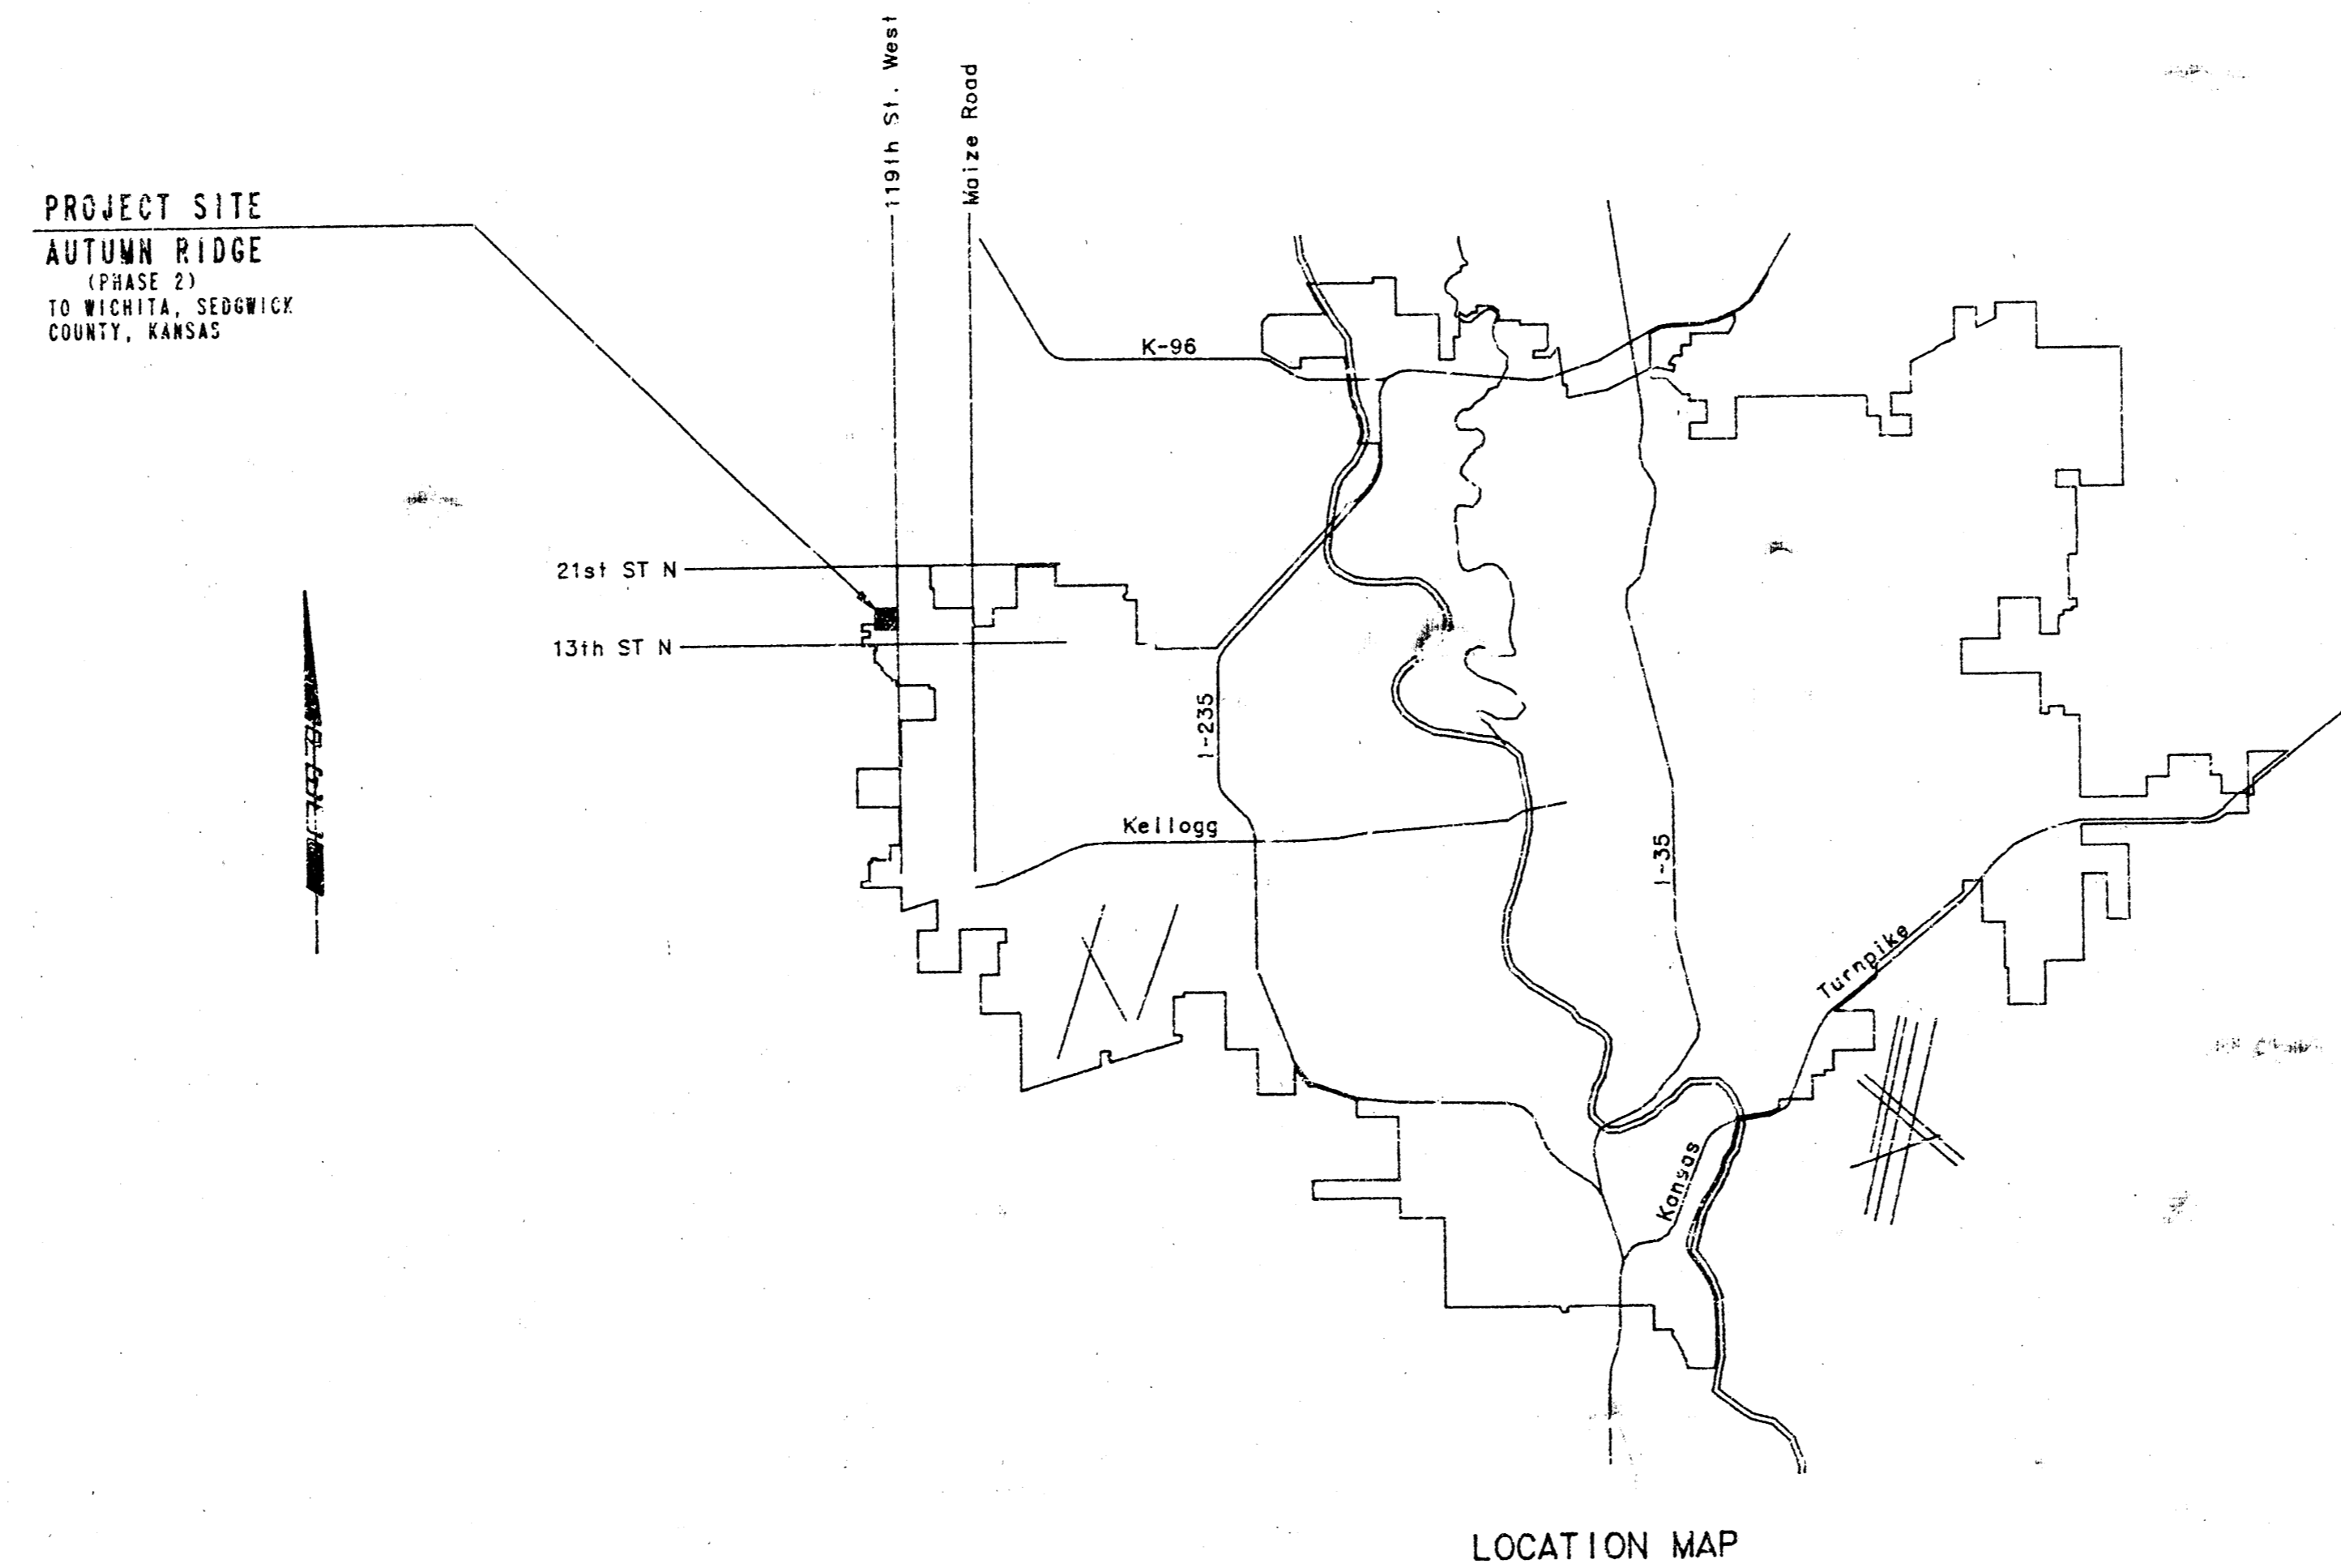 119th St. West
Maize Road
PROJECT SITE
AUTUMN RIDGE
(PHASE 2)
TO WICHITA, SEDGWICK
COUNTY, KANSAS
K-96
21st ST N
13th ST N
I-235
Kellogg
I-35
Turnpike
Kansas
LOCATION MAP